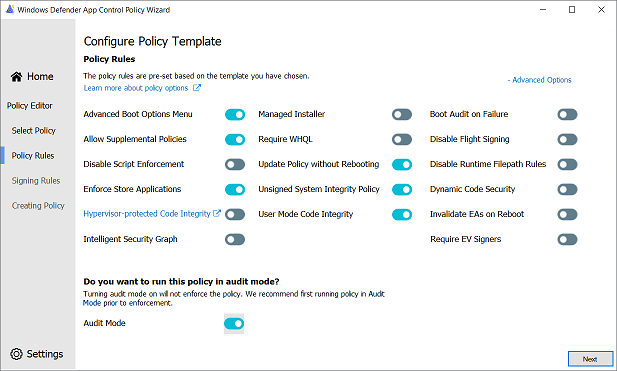 Windows Defender App Control Policy Wizard
Configure Policy Template
Policy Rules
The policy rules are pre-set based on the template you have chosen.
Learn more about policy options
- Advanced Options
Home
Policy Editor
Select Policy
Policy Rules
Signing Rules
Creating Policy
Settings
Advanced Boot Options Menu
Managed Installer
Boot Audit on Failure
Allow Supplemental Policies
Require WHQL
Disable Flight Signing
Disable Script Enforcement
Update Policy without Rebooting
Disable Runtime Filepath Rules
Enforce Store Applications
Unsigned System Integrity Policy
Dynamic Code Security
Hypervisor-protected Code Integrity
User Mode Code Integrity
Invalidate EAs on Reboot
Intelligent Security Graph
Require EV Signers
Do you want to run this policy in audit mode?
Turning audit mode on will not enforce the policy. We recommend first running policy in Audit
Mode prior to enforcement.
Audit Mode
Next